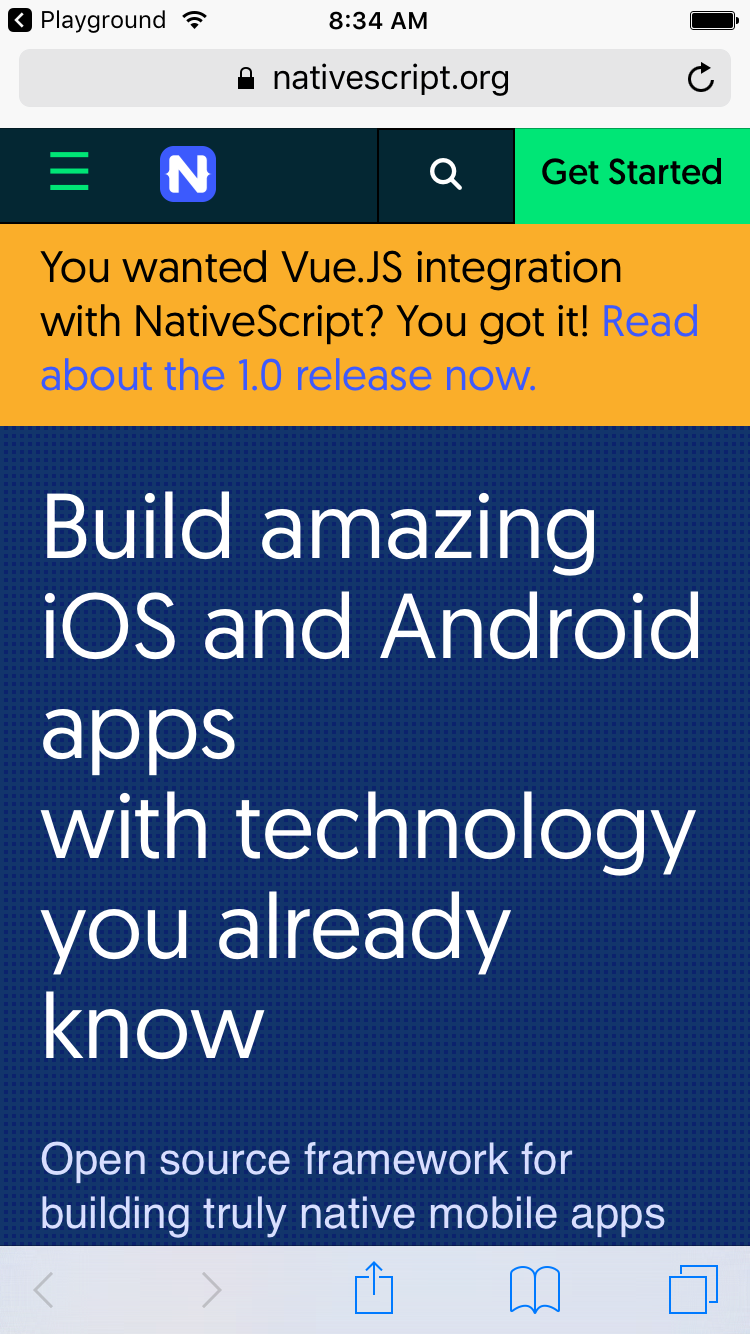 Playground 8:34 AM
nativescript.org
N Get Started
You wanted Vue.JS integration
with NativeScript? You got it! Read
about the 1.0 release now.
Build amazing
iOS and Android
apps
with technology
you already
know
Open source framework for
building truly native mobile apps